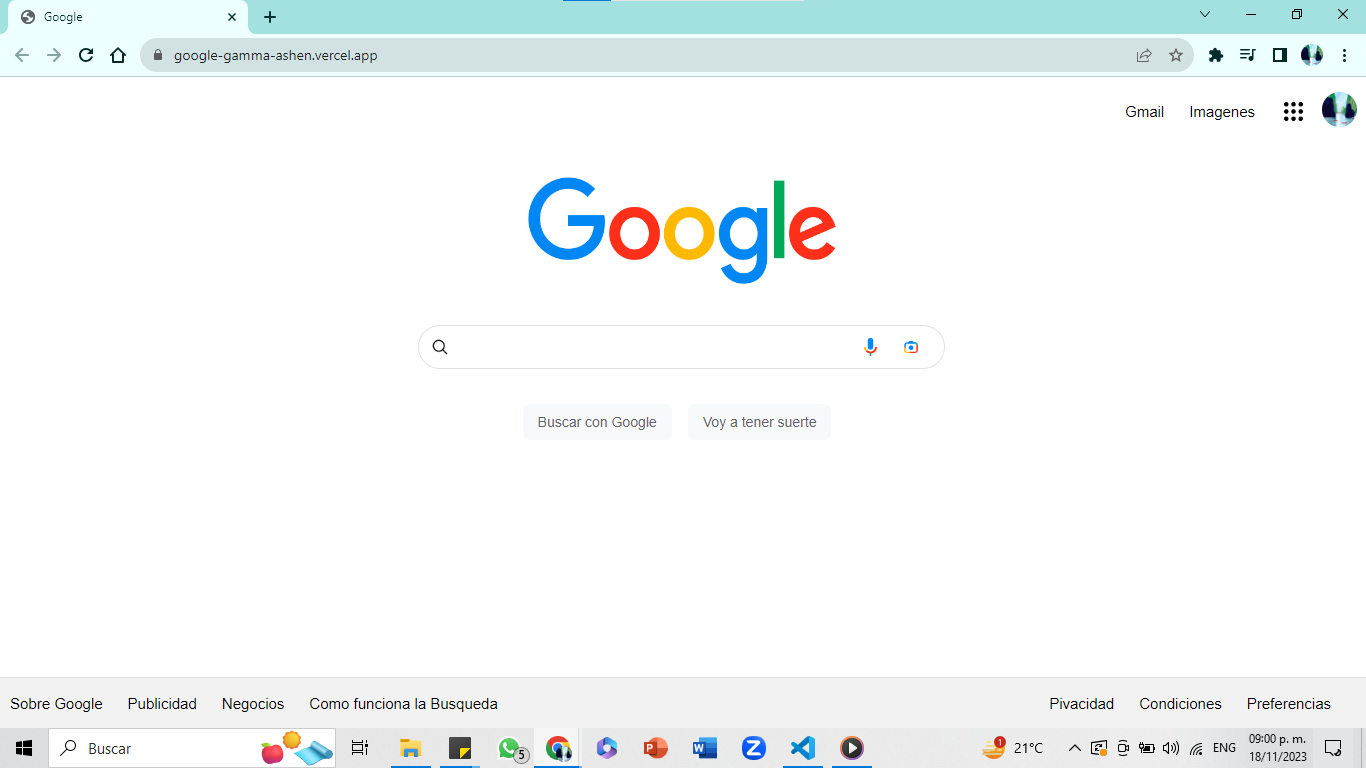 Google
google-gamma-ashen.vercel.app
Gmail Imagenes
Google
Buscar con Google Voy a tener suerte
Sobre Google Publicidad Negocios Como funciona la Busqueda Pivacidad Condiciones Preferencias
Buscar 5 1 21°C ENG 09:00 p. m.
18/11/2023